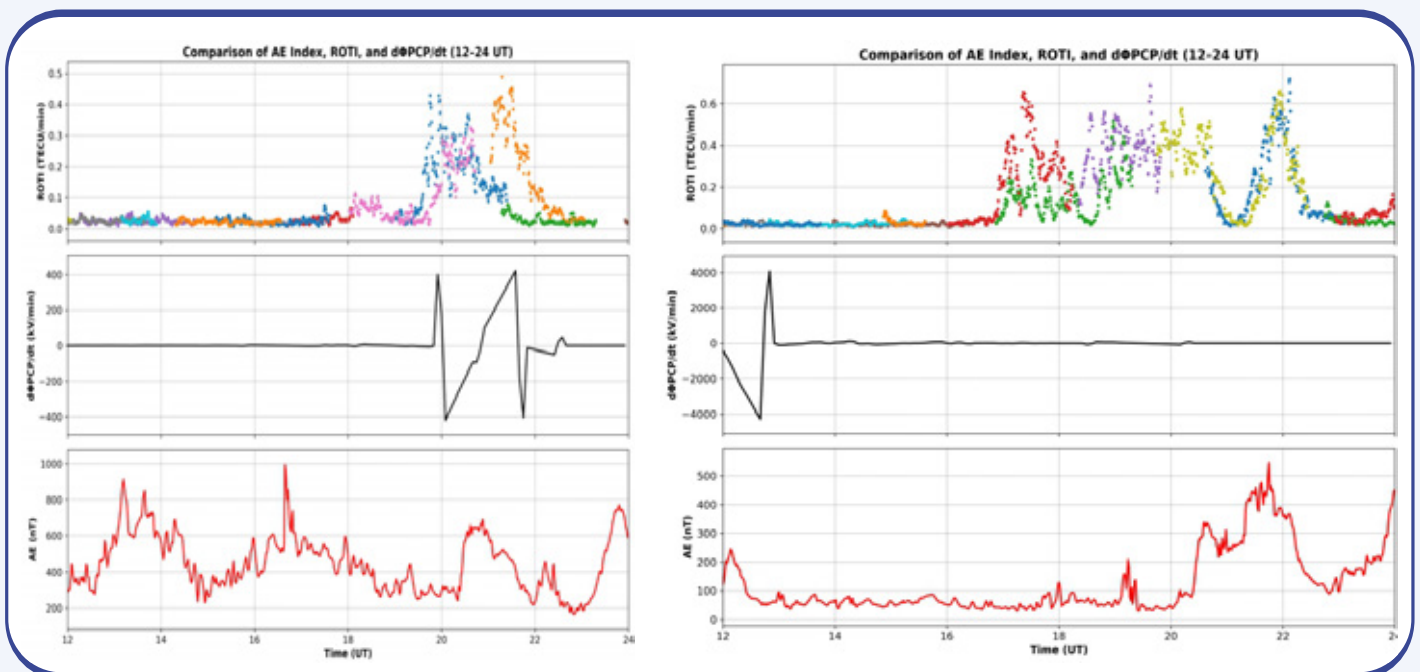 Comparison of AE Index, ROTI, and dΦPCP/dt (12–24 UT)
ROTI (TECU/min)
0.5
0.4
0.3
0.2
0.1
0.0
dΦPCP/dt (kV/min)
400
200
0
−200
−400
AE (nT)
1000
800
600
400
200
12 14 16 18 20 22 24
Time (UT)
Comparison of AE Index, ROTI, and dΦPCP/dt (12–24 UT)
ROTI (TECU/min)
0.6
0.4
0.2
0.0
dΦPCP/dt (kV/min)
4000
2000
0
−2000
−4000
AE (nT)
500
400
300
200
100
0
12 14 16 18 20 22
Time (UT)